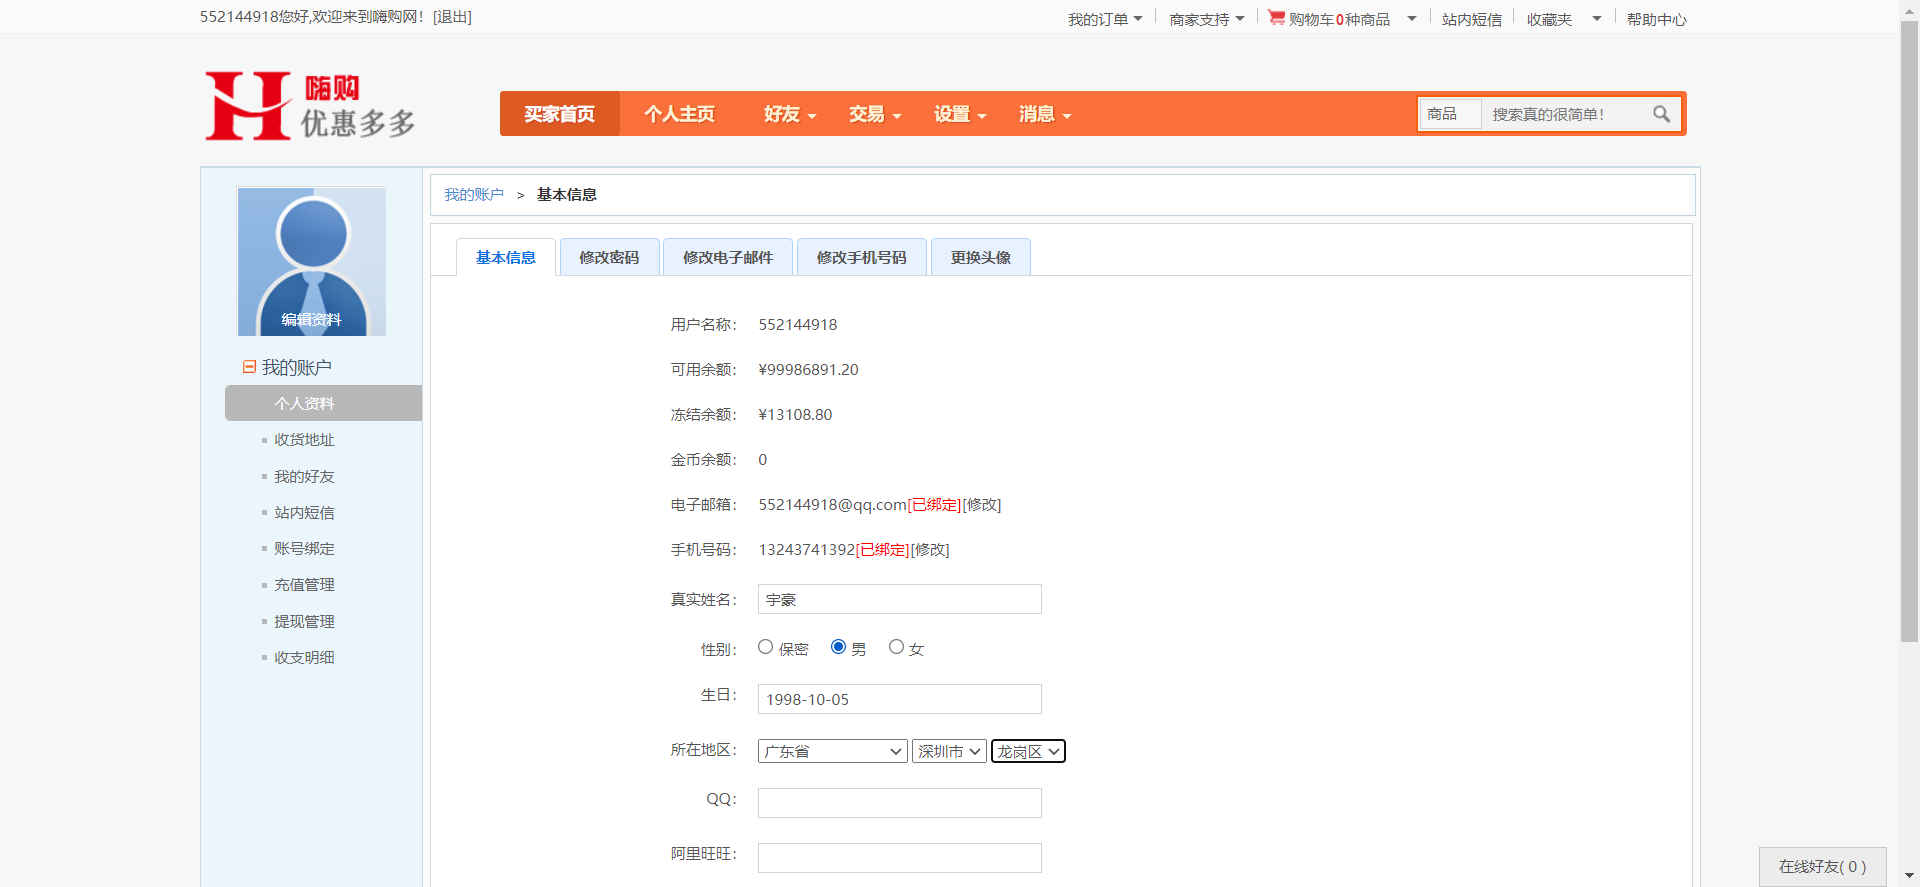 552144918您好,欢迎来到嗨购网！[退出]
我的订单 商家支持 购物车0种商品 站内短信 收藏夹 帮助中心
嗨购
优惠多多
买家首页 个人主页 好友 交易 设置 消息 商品 搜索真的很简单!
我的账户 > 基本信息
编辑资料
我的账户
个人资料
收货地址
我的好友
站内短信
账号绑定
充值管理
提现管理
收支明细
基本信息 修改密码 修改电子邮件 修改手机号码 更换头像
用户名称： 552144918
可用余额： ¥99986891.20
冻结余额： ¥13108.80
金币余额： 0
电子邮箱： 552144918@qq.com[已绑定][修改]
手机号码： 13243741392[已绑定][修改]
真实姓名： 宇豪
性别： 保密 男 女
生日： 1998-10-05
所在地区： 广东省 深圳市 龙岗区
QQ：
阿里旺旺：
在线好友( 0 )